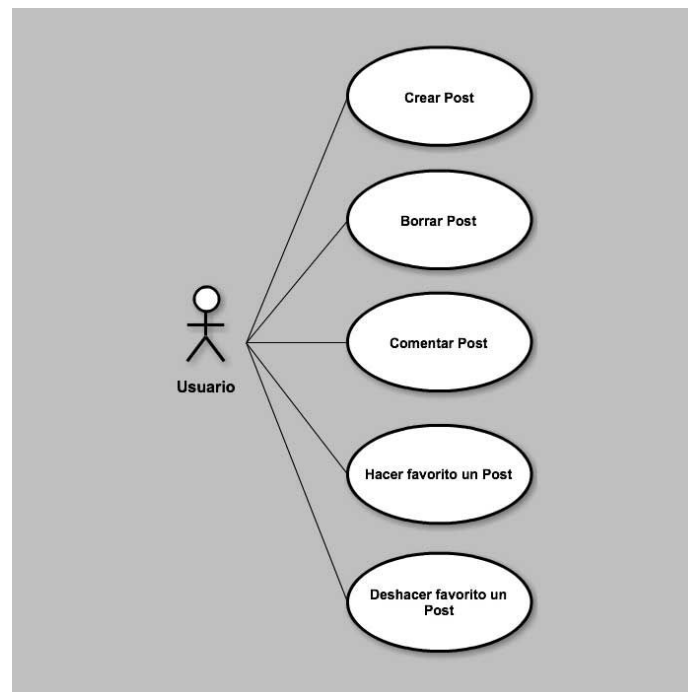 Crear Post
Borrar Post
Comentar Post
Usuario
Hacer favorito un Post
Deshacer favorito un
Post